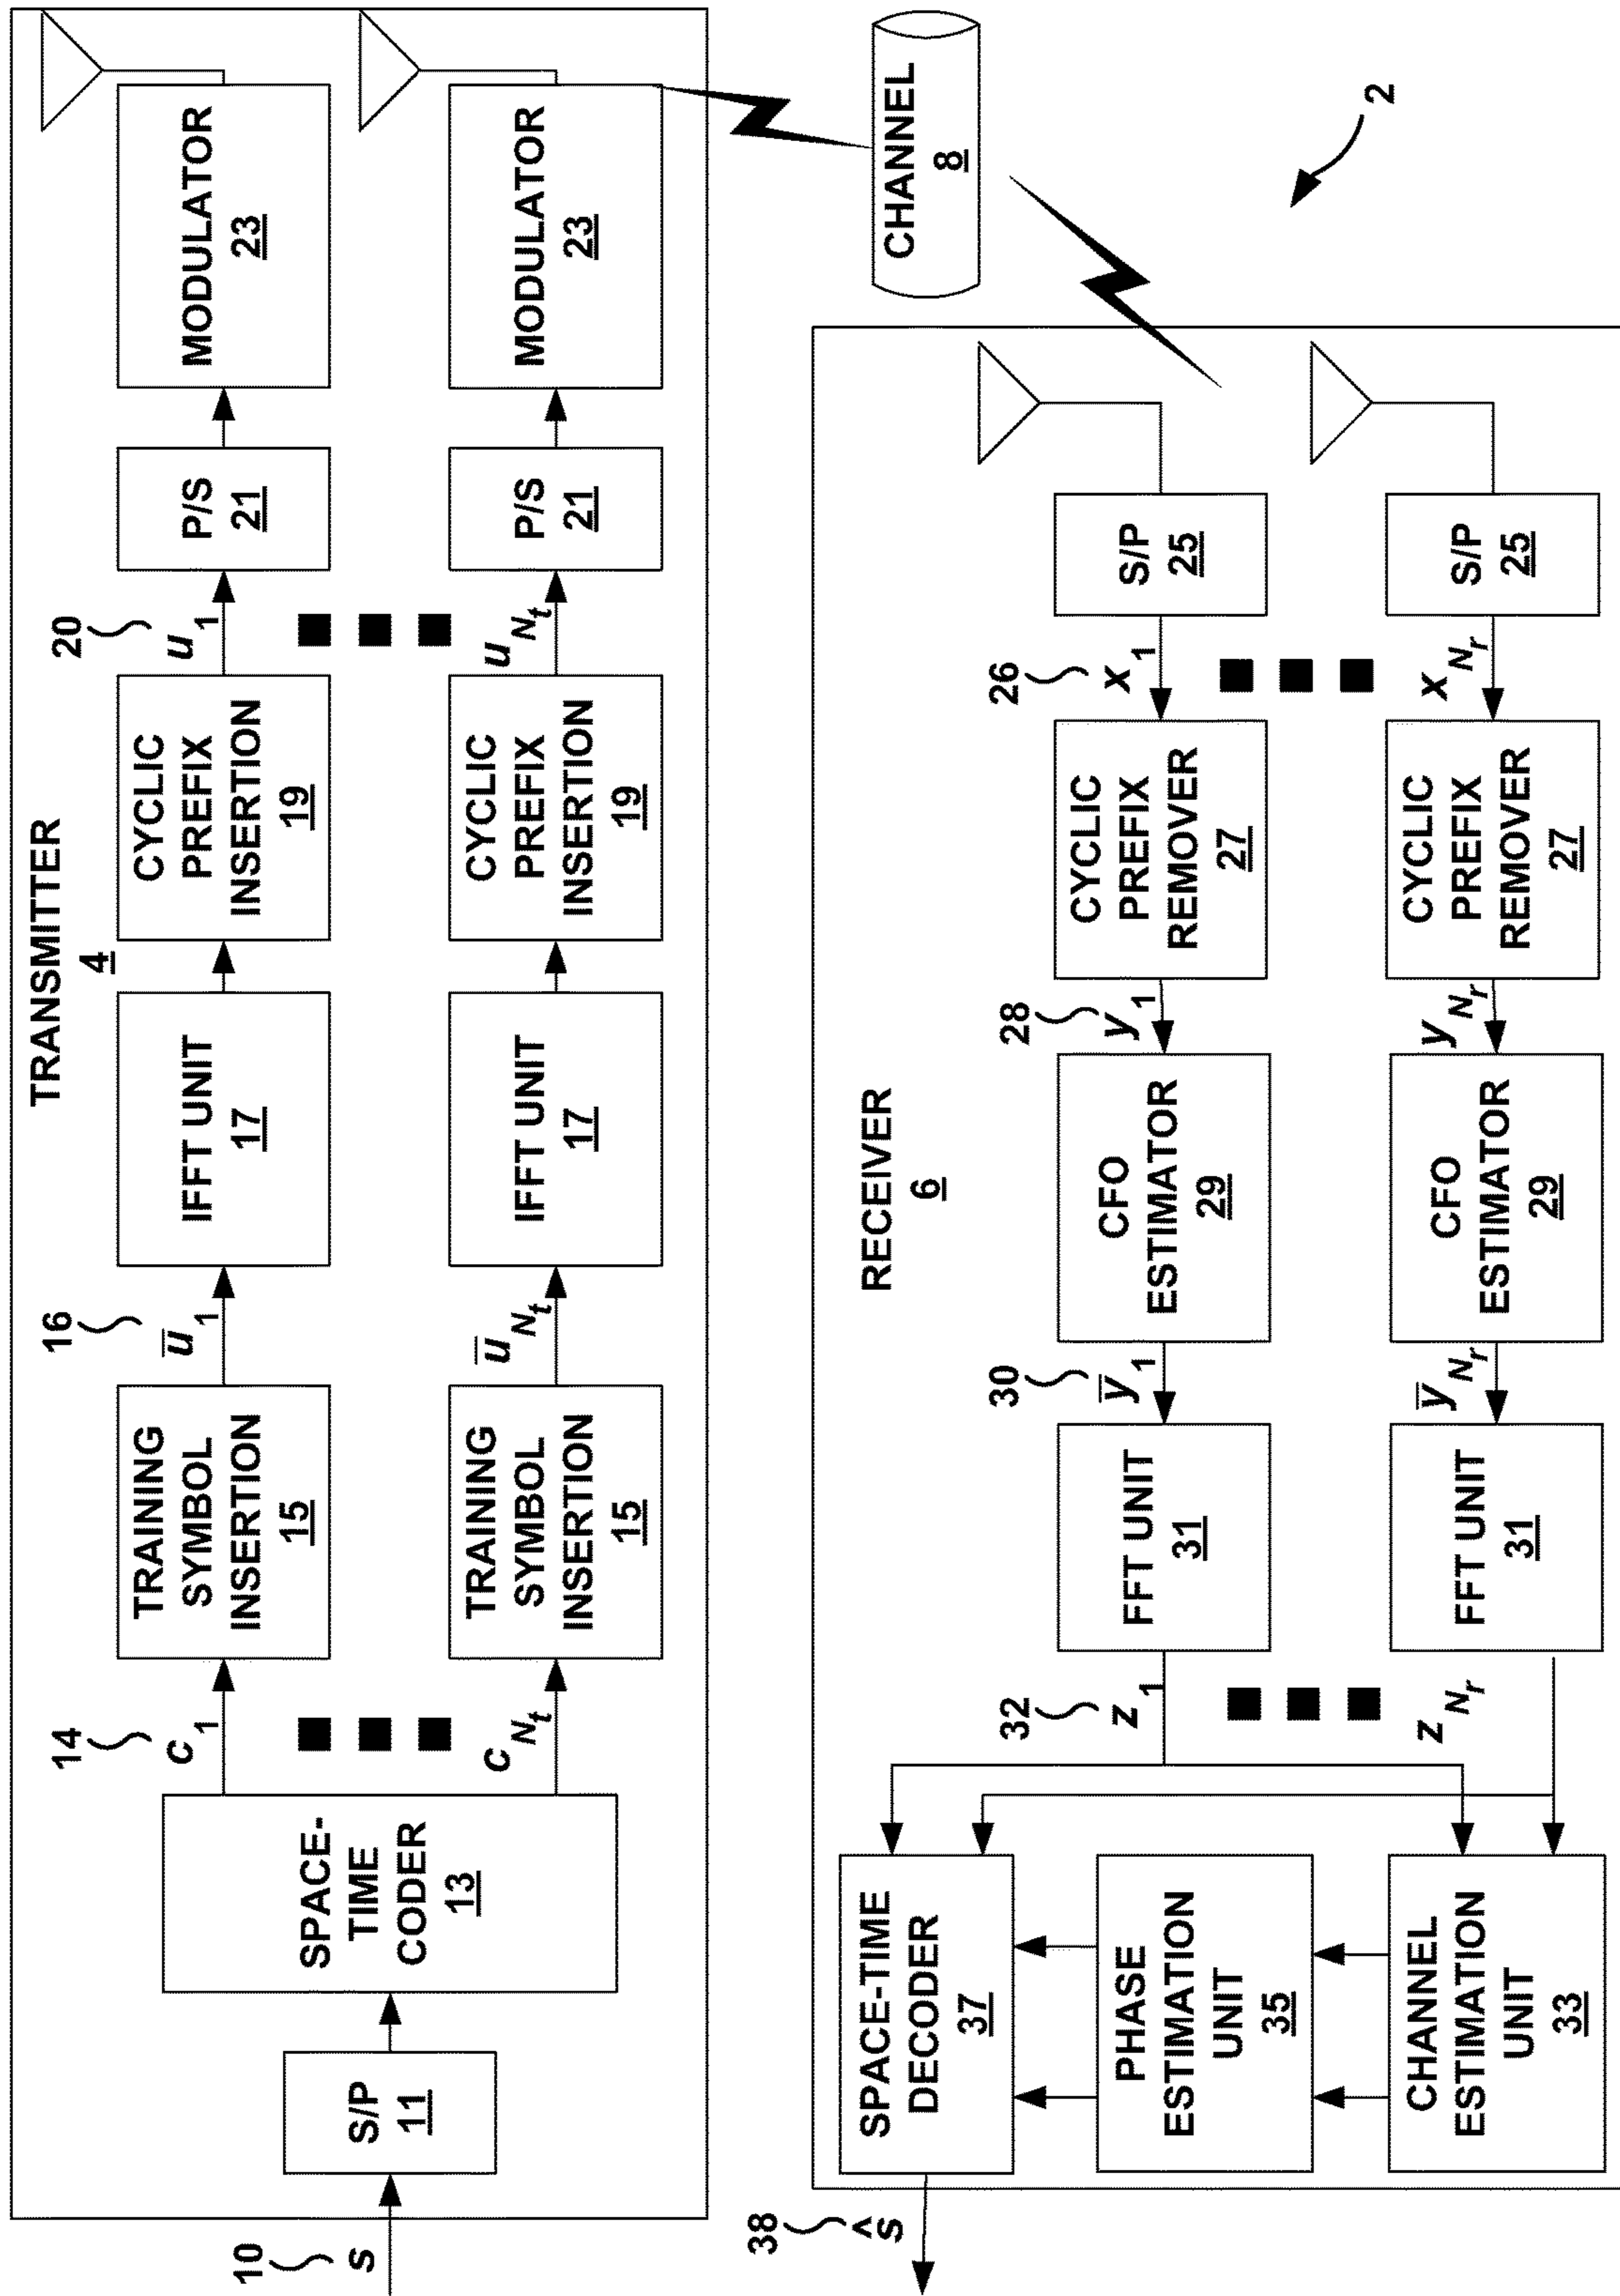 TRANSMITTER
4
10
s
S/P
11
SPACE-
TIME
CODER
13
14
c1
cNt
TRAINING
SYMBOL
INSERTION
15
TRAINING
SYMBOL
INSERTION
15
16
u̅1
u̅Nt
IFFT UNIT
17
IFFT UNIT
17
CYCLIC
PREFIX
INSERTION
19
CYCLIC
PREFIX
INSERTION
19
20
u1
uNt
P/S
21
P/S
21
MODULATOR
23
MODULATOR
23
CHANNEL
8
2
RECEIVER
6
S/P
25
S/P
25
26
x1
xNr
CYCLIC
PREFIX
REMOVER
27
CYCLIC
PREFIX
REMOVER
27
28
y1
yNr
CFO
ESTIMATOR
29
CFO
ESTIMATOR
29
30
y̅1
y̅Nr
FFT UNIT
31
FFT UNIT
31
32
z1
zNr
SPACE-TIME
DECODER
37
PHASE
ESTIMATION
UNIT
35
CHANNEL
ESTIMATION
UNIT
33
38
ŝ